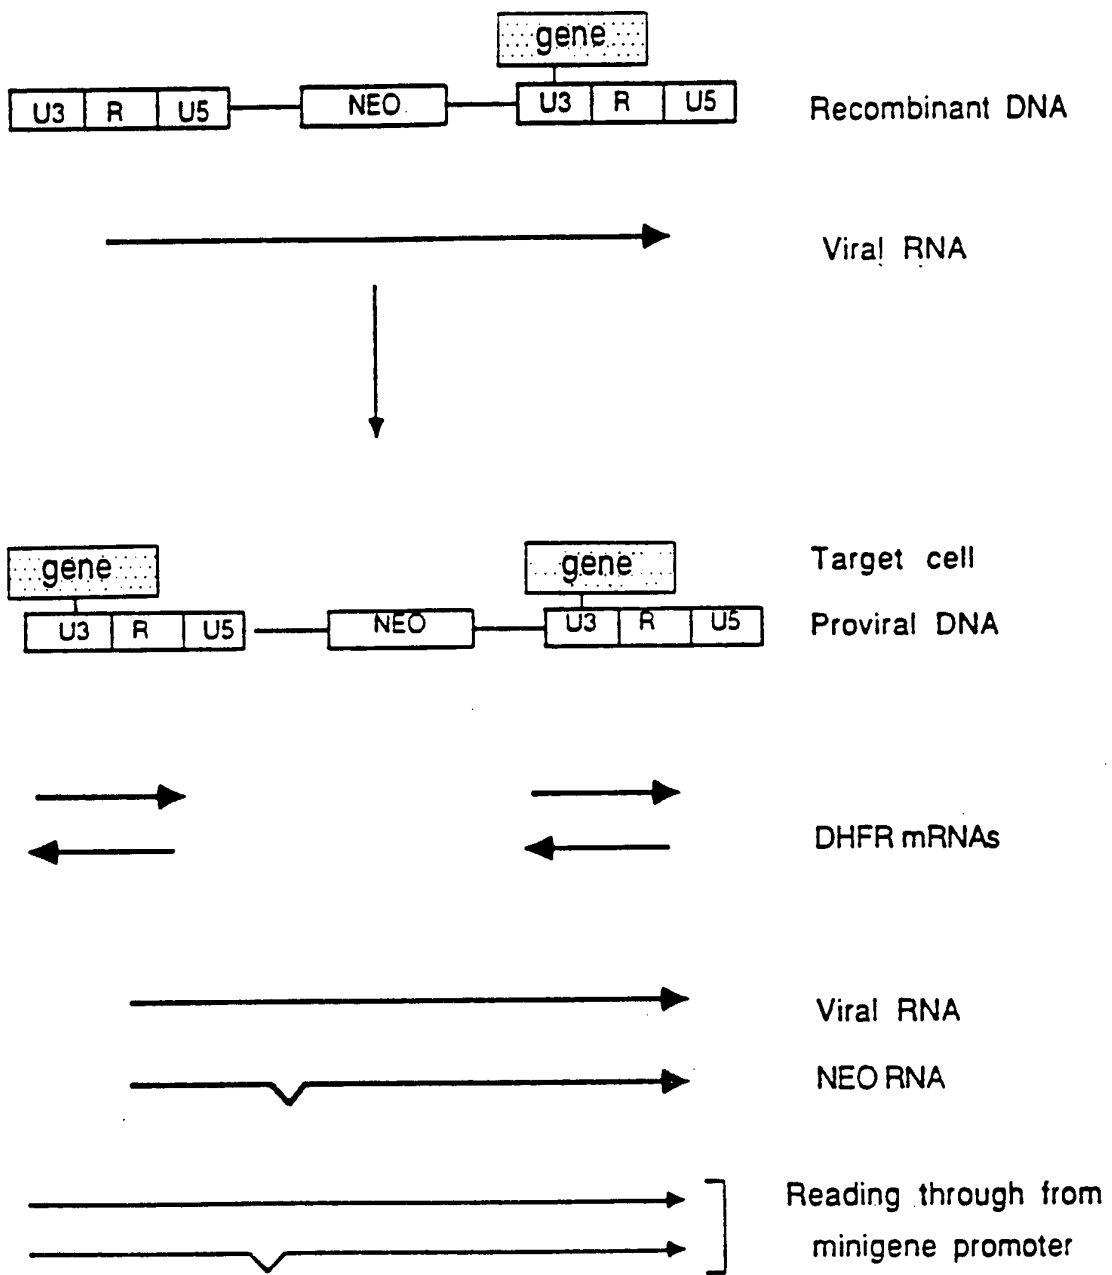 gene
U3 R U5 NEO U3 R U5 Recombinant DNA
Viral RNA
gene gene Target cell
U3 R U5 NEO U3 R U5 Proviral DNA
DHFR mRNAs
Viral RNA
NEO RNA
Reading through from
minigene promoter